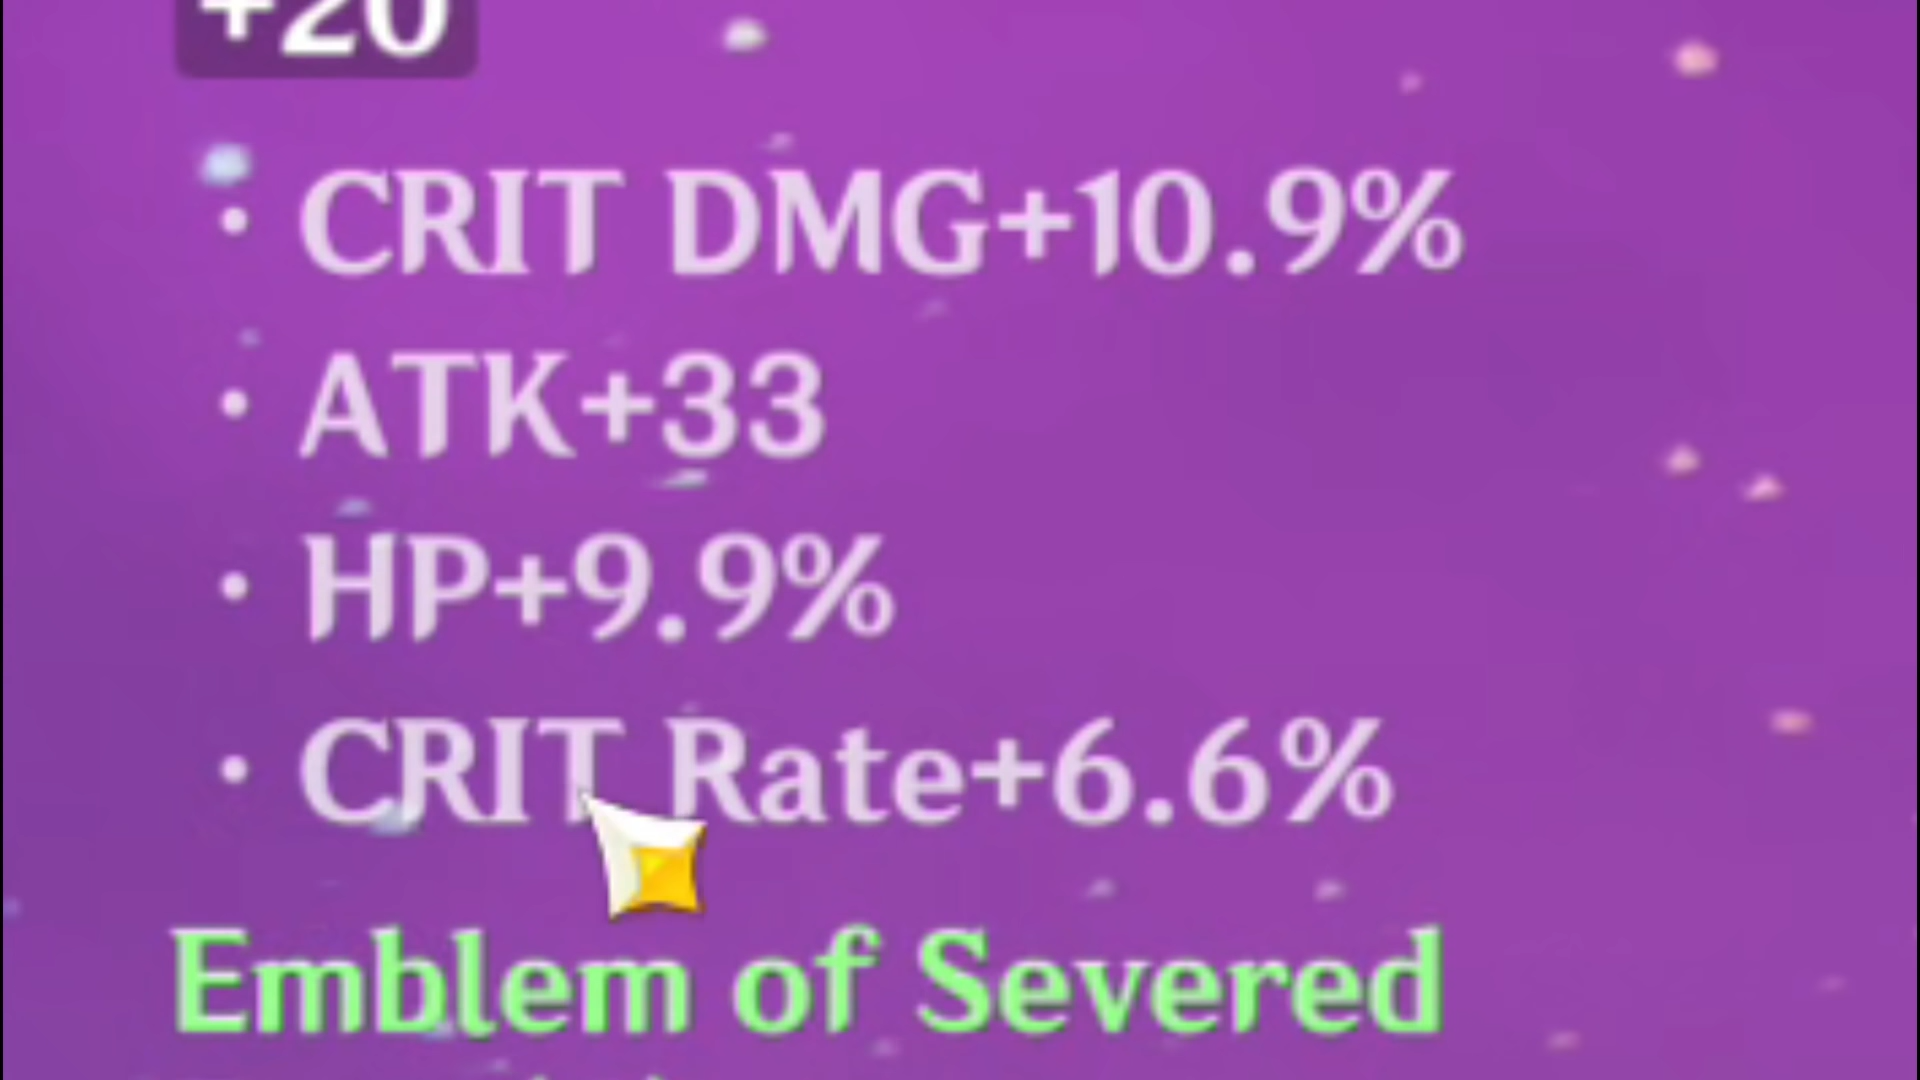 +20
· CRIT DMG+10.9%
· ATK+33
· HP+9.9%
· CRIT Rate+6.6%
Emblem of Severed